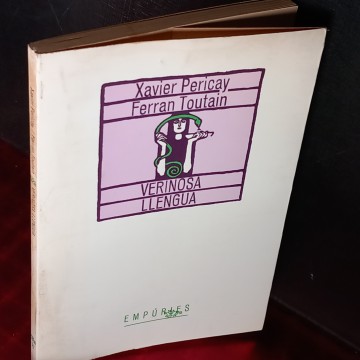 Xavier Pericay
Ferran Toutain
VERINOSA
LLENGUA
EMPÚRIES